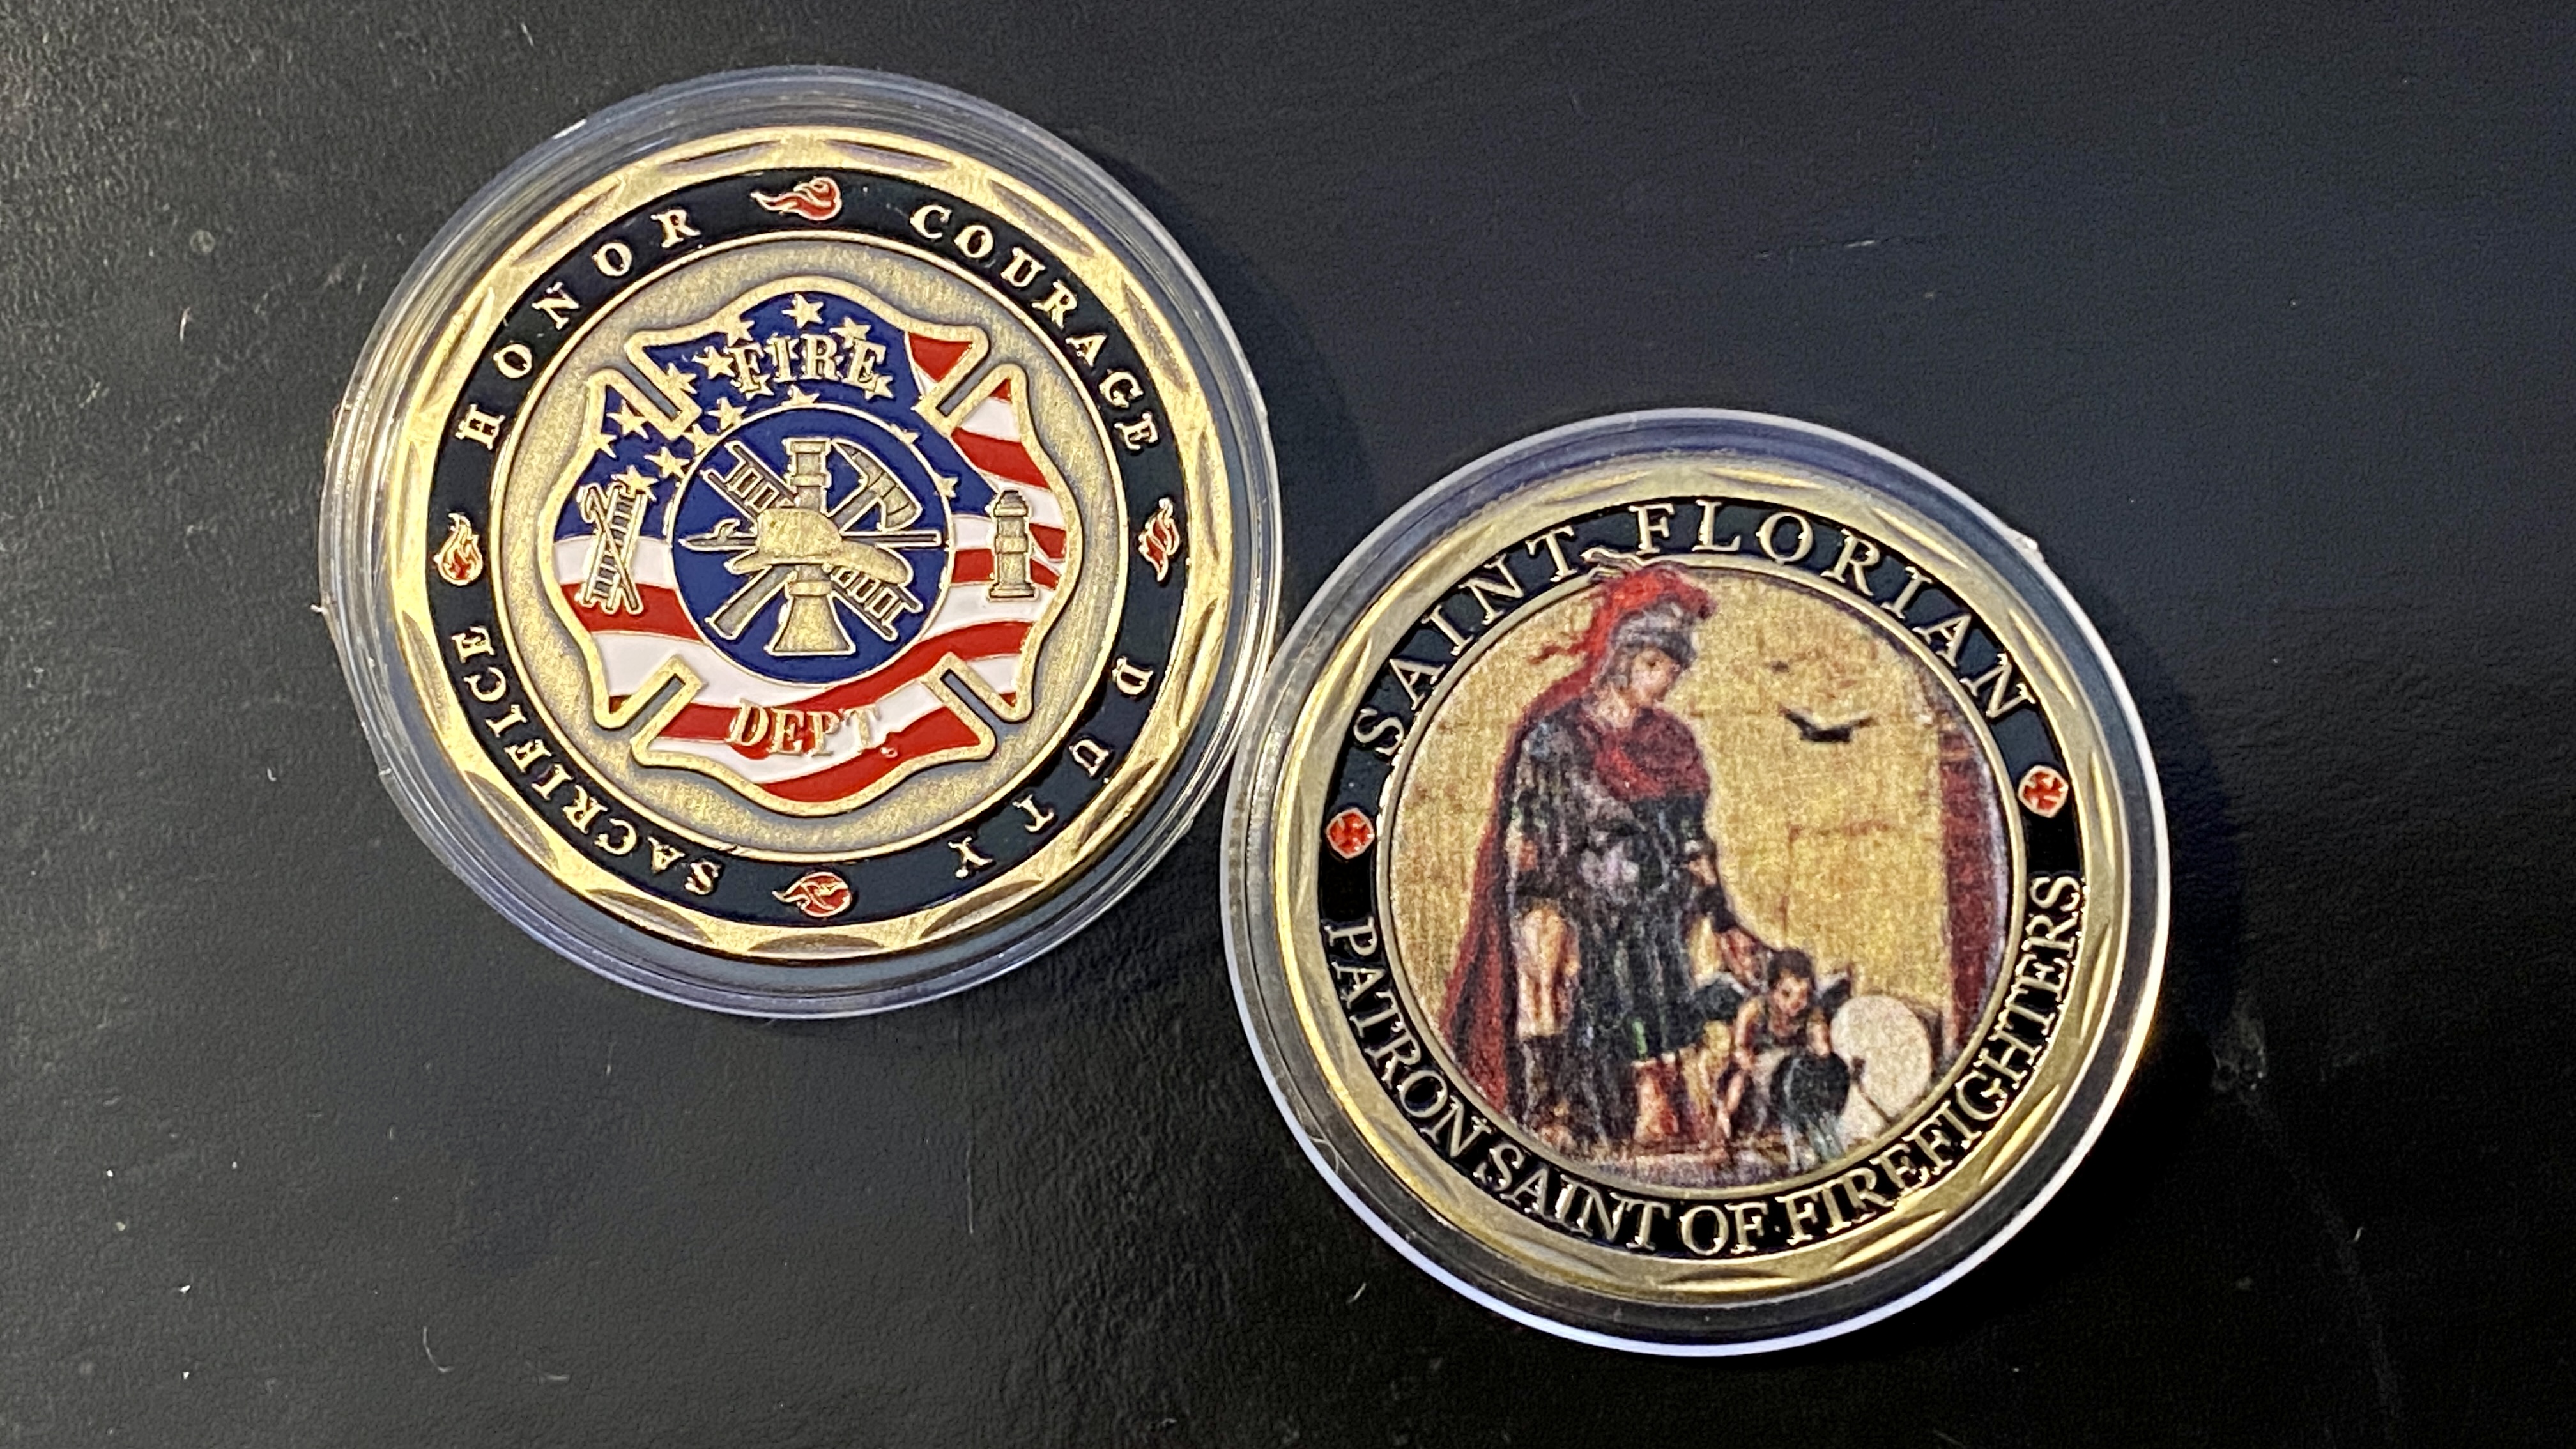 HONOR
COURAGE
DUTY
SACRIFICE
FIRE
DEPT.
SAINT FLORIAN
PATRON SAINT OF FIREFIGHTERS